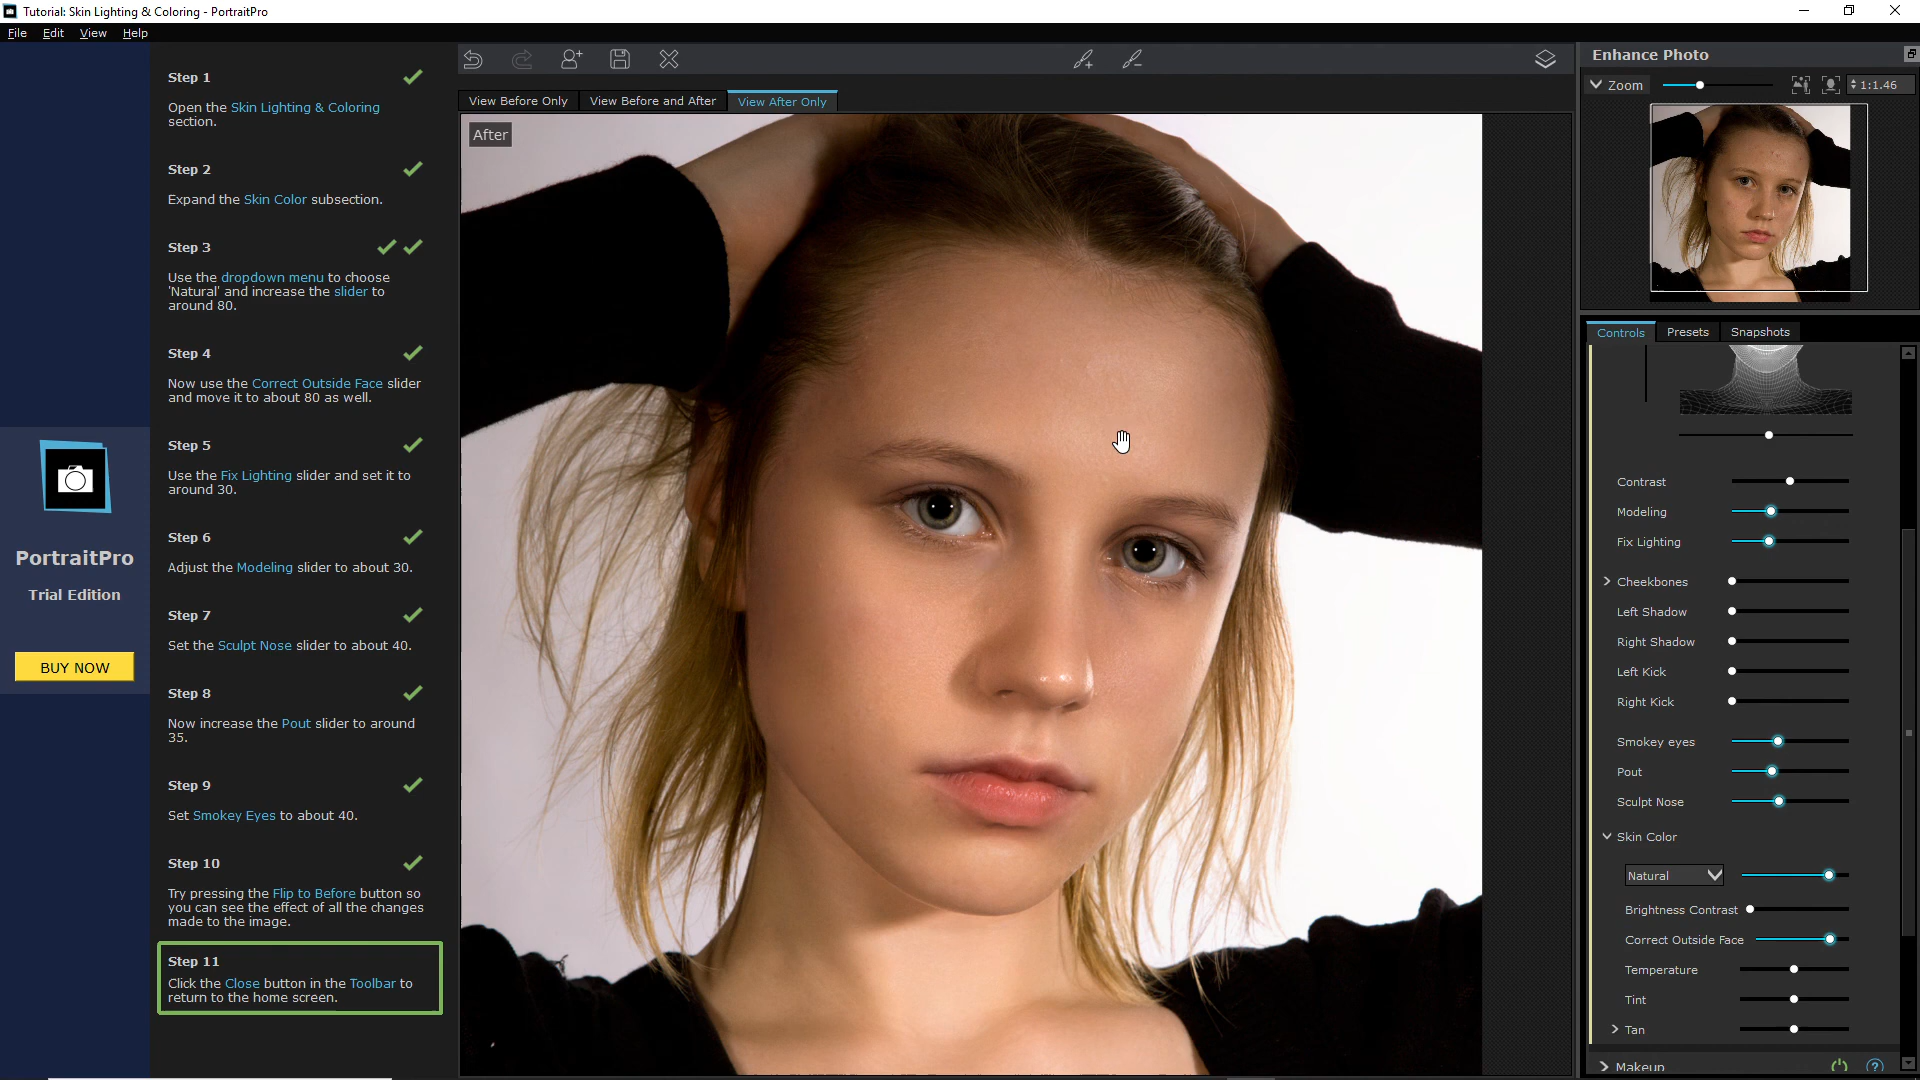 Tutorial: Skin Lighting & Coloring - PortraitPro
File Edit View Help
Step 1
Open the Skin Lighting & Coloring
section.
Step 2
Expand the Skin Color subsection.
Step 3
Use the dropdown menu to choose
'Natural' and increase the slider to
around 80.
Step 4
Now use the Correct Outside Face slider
and move it to about 80 as well.
Step 5
Use the Fix Lighting slider and set it to
around 30.
Step 6
Adjust the Modeling slider to about 30.
Step 7
Set the Sculpt Nose slider to about 40.
Step 8
Now increase the Pout slider to around
35.
Step 9
Set Smokey Eyes to about 40.
Step 10
Try pressing the Flip to Before button so
you can see the effect of all the changes
made to the image.
Step 11
Click the Close button in the Toolbar to
return to the home screen.
PortraitPro
Trial Edition
BUY NOW
View Before Only View Before and After View After Only
After
Enhance Photo
Zoom 1:1.46
Controls Presets Snapshots
Contrast
Modeling
Fix Lighting
Cheekbones
Left Shadow
Right Shadow
Left Kick
Right Kick
Smokey eyes
Pout
Sculpt Nose
Skin Color
Natural
Brightness Contrast
Correct Outside Face
Temperature
Tint
Tan
Makeup